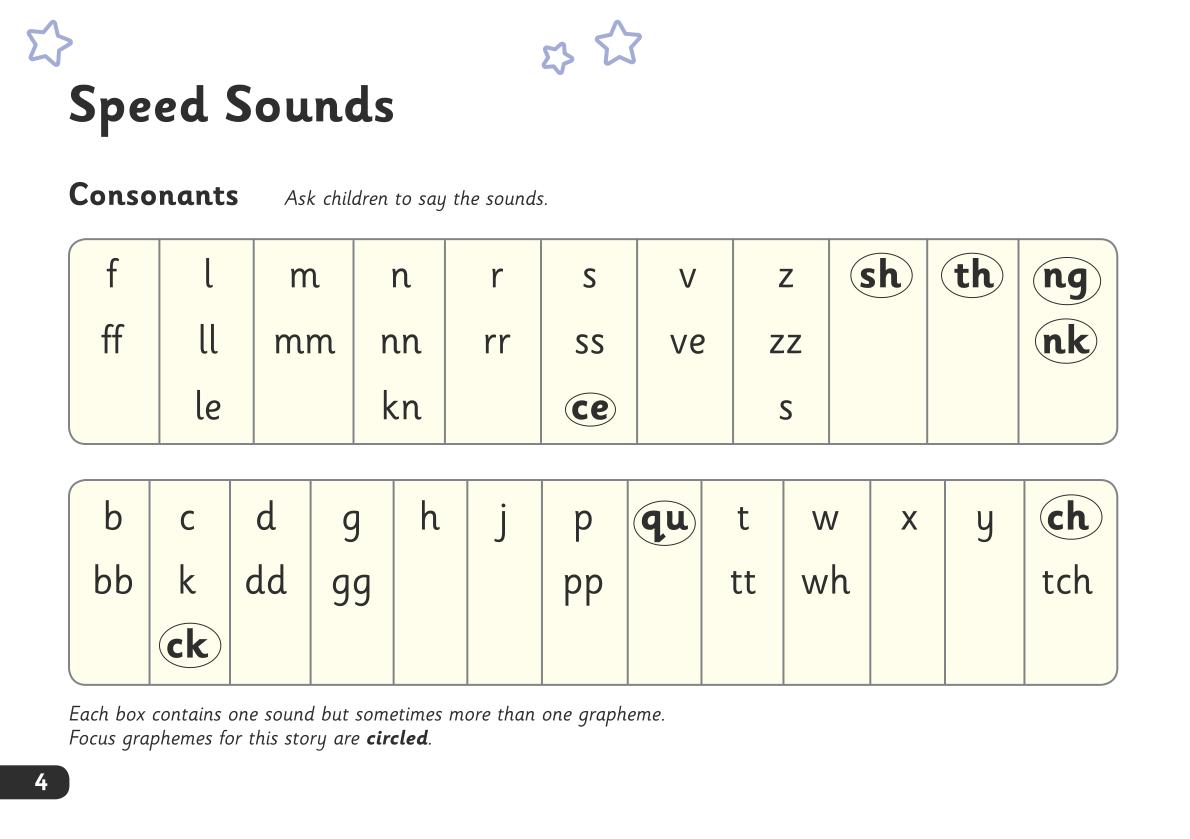 Speed Sounds
Consonants Ask children to say the sounds.
f l m n r s v z sh th ng
ff ll mm nn rr ss ve zz nk
le kn ce s
b c d g h j p qu t w x y ch
bb k dd gg pp tt wh tch
ck
Each box contains one sound but sometimes more than one grapheme.
Focus graphemes for this story are circled.
4